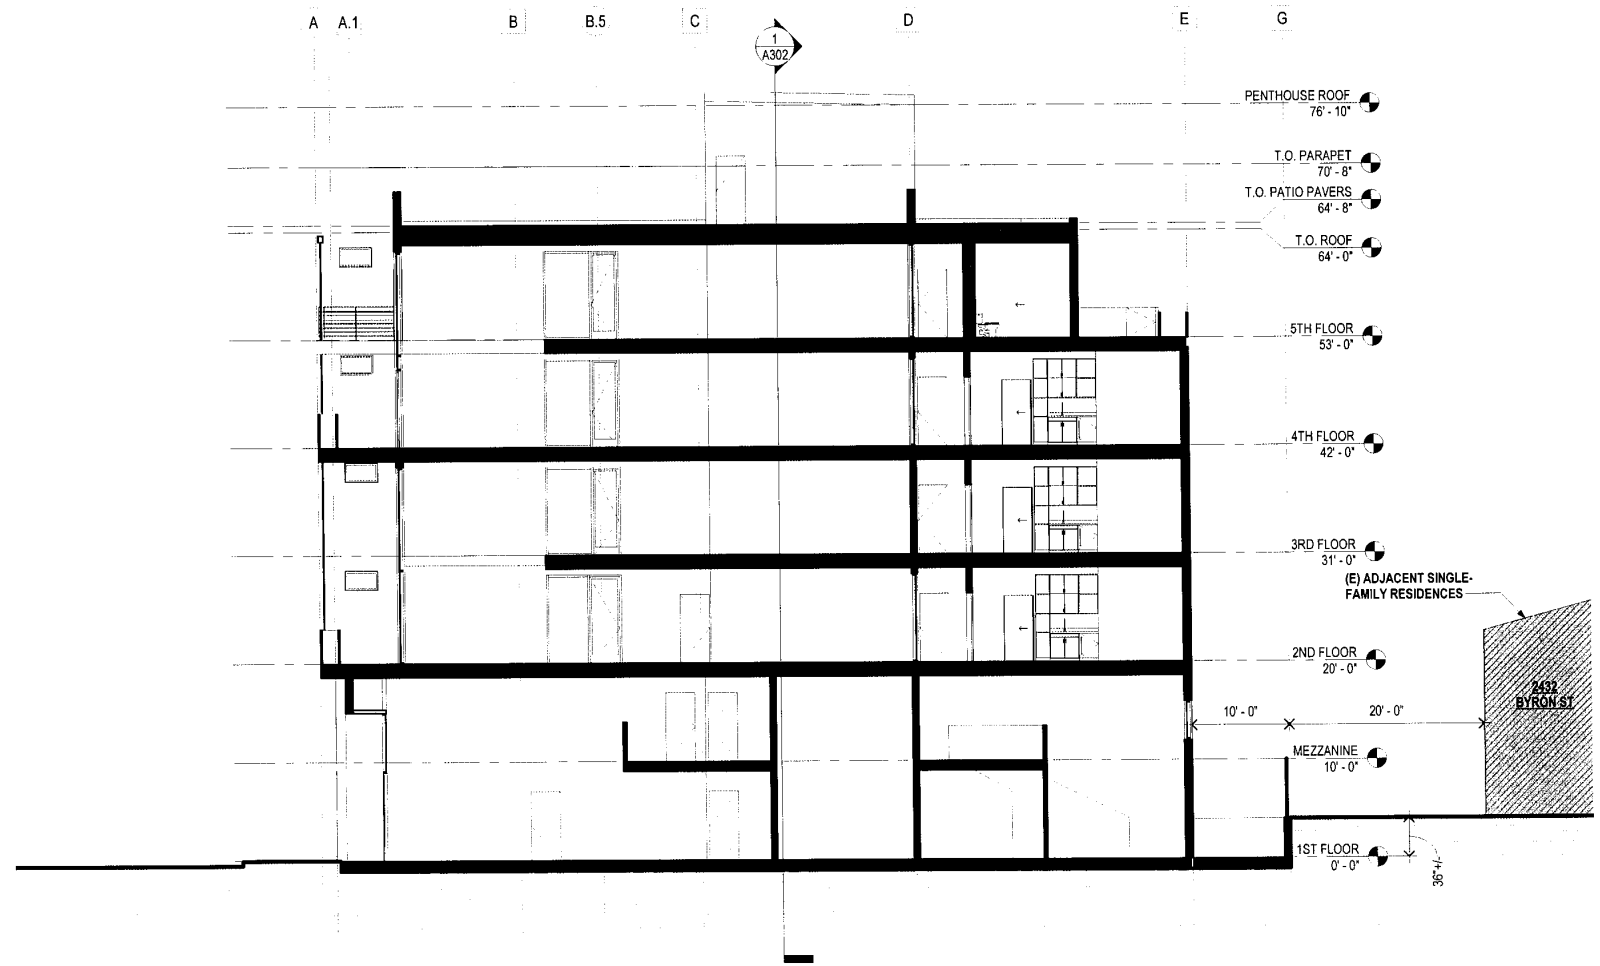 A A.1 B B.5 C D E G
1
A302
PENTHOUSE ROOF
76' - 10"
T.O. PARAPET
70' - 8"
T.O. PATIO PAVERS
64' - 8"
T.O. ROOF
64' - 0"
5TH FLOOR
53' - 0"
4TH FLOOR
42' - 0"
3RD FLOOR
31' - 0"
(E) ADJACENT SINGLE-
FAMILY RESIDENCES
2ND FLOOR
20' - 0"
2432
BYRON ST
10' - 0"
20' - 0"
MEZZANINE
10' - 0"
1ST FLOOR
0' - 0"
36"+/-